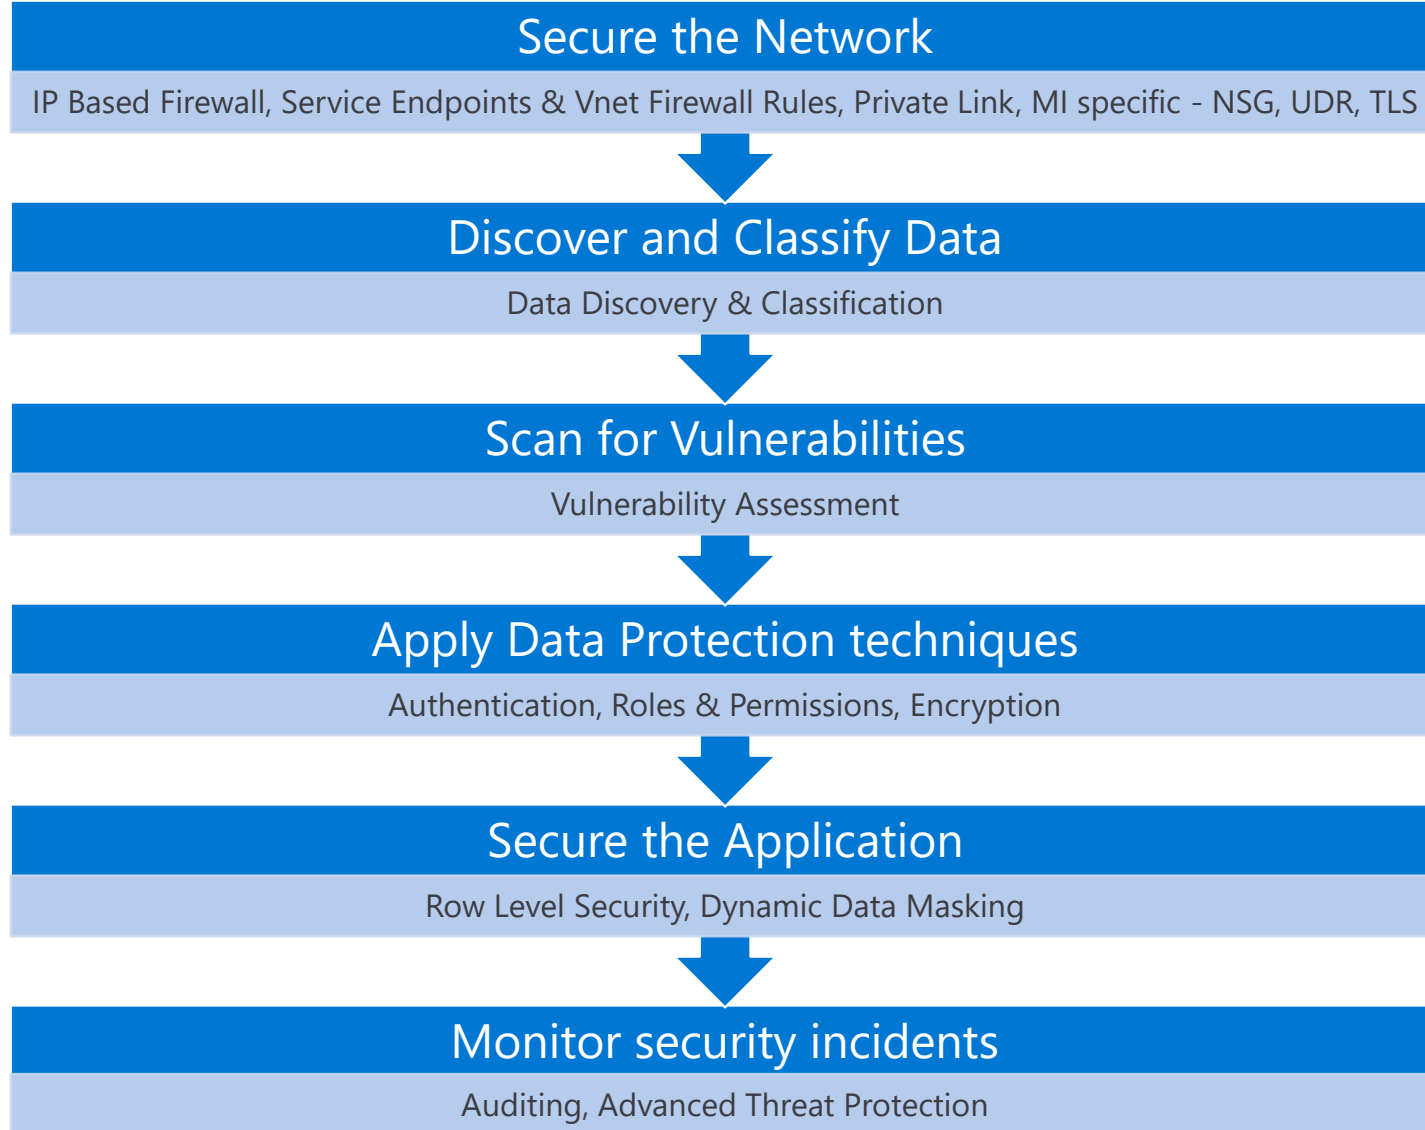 Secure the Network
IP Based Firewall, Service Endpoints & Vnet Firewall Rules, Private Link, MI specific - NSG, UDR, TLS
Discover and Classify Data
Data Discovery & Classification
Scan for Vulnerabilities
Vulnerability Assessment
Apply Data Protection techniques
Authentication, Roles & Permissions, Encryption
Secure the Application
Row Level Security, Dynamic Data Masking
Monitor security incidents
Auditing, Advanced Threat Protection